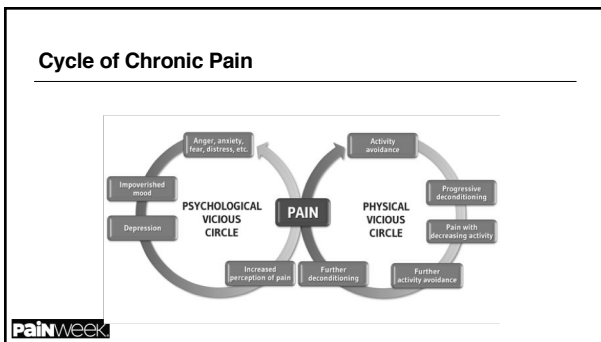 Cycle of Chronic Pain
Anger, anxiety,
fear, distress, etc.
Impoverished
mood
Depression
PSYCHOLOGICAL
VICIOUS
CIRCLE
Increased
perception of pain
PAIN
Activity
avoidance
Progressive
deconditioning
PHYSICAL
VICIOUS
CIRCLE
Pain with
decreasing activity
Further
activity avoidance
Further
deconditioning
PaiNWeeK.